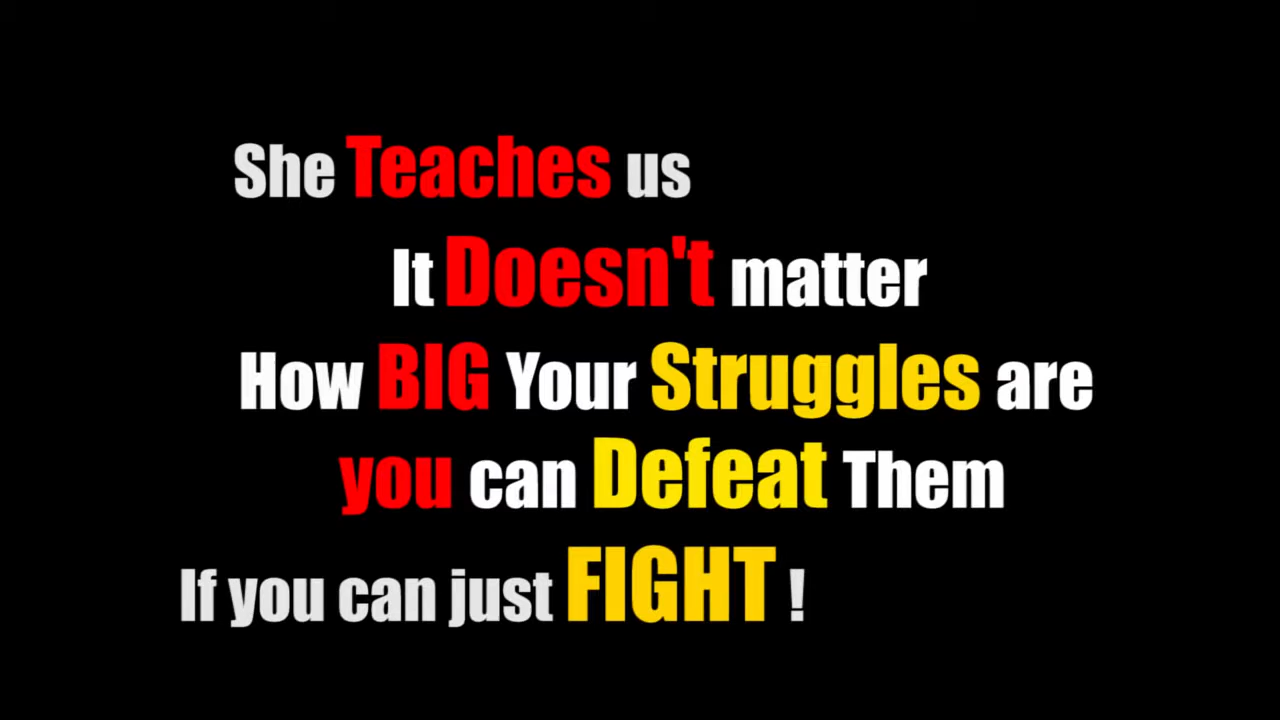 She Teaches us
It Doesn't matter
How BIG Your Struggles are
you can Defeat Them
If you can just FIGHT !